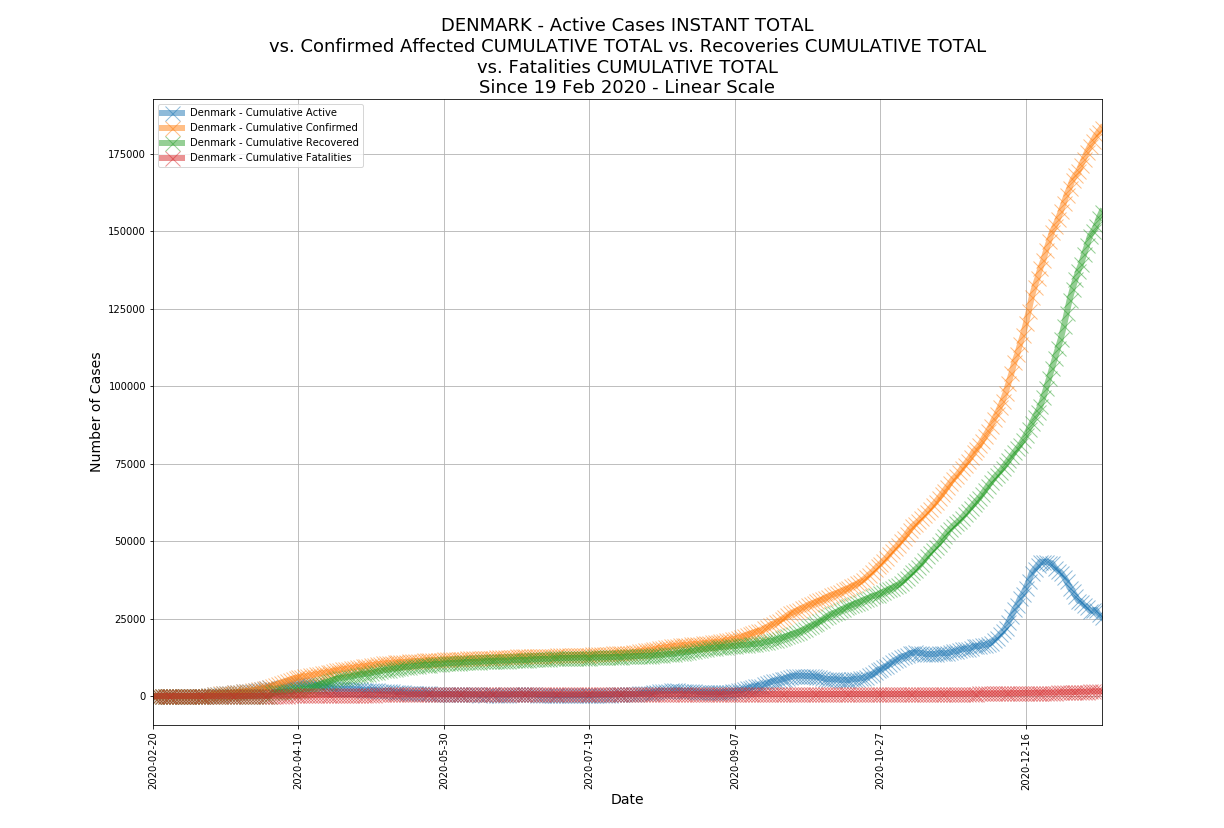 DENMARK - Active Cases INSTANT TOTAL
vs. Confirmed Affected CUMULATIVE TOTAL vs. Recoveries CUMULATIVE TOTAL
vs. Fatalities CUMULATIVE TOTAL
Since 19 Feb 2020 - Linear Scale
Denmark - Cumulative Active
Denmark - Cumulative Confirmed
Denmark - Cumulative Recovered
Denmark - Cumulative Fatalities
Number of Cases
175000
150000
125000
100000
75000
50000
25000
0
2020-02-20
2020-04-10
2020-05-30
2020-07-19
2020-09-07
2020-10-27
2020-12-16
Date